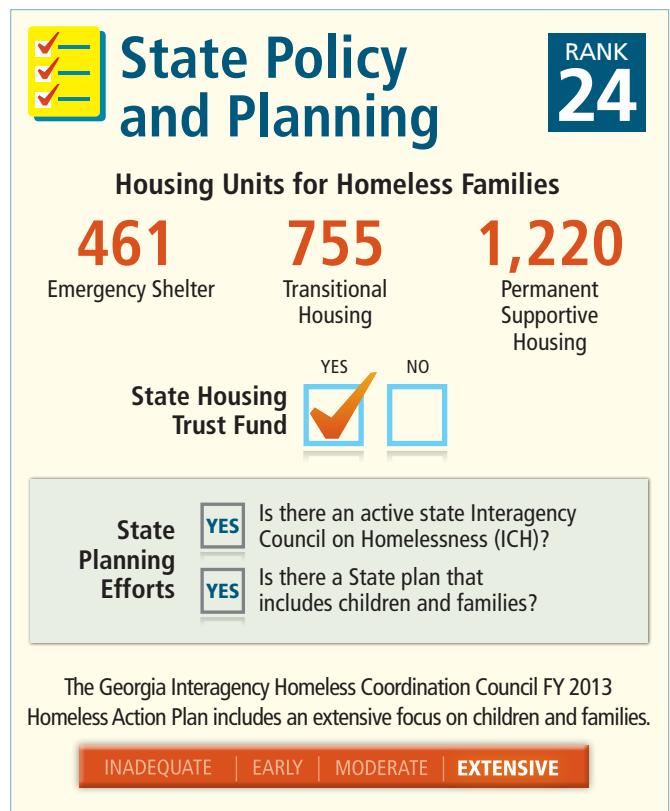 State Policy
and Planning
RANK
24
Housing Units for Homeless Families
461
Emergency Shelter
755
Transitional
Housing
1,220
Permanent
Supportive
Housing
YES
NO
State Housing
Trust Fund
State
Planning
Efforts
YES
Is there an active state Interagency
Council on Homelessness (ICH)?
YES
Is there a State plan that
includes children and families?
The Georgia Interagency Homeless Coordination Council FY 2013
Homeless Action Plan includes an extensive focus on children and families.
INADEQUATE | EARLY | MODERATE | EXTENSIVE